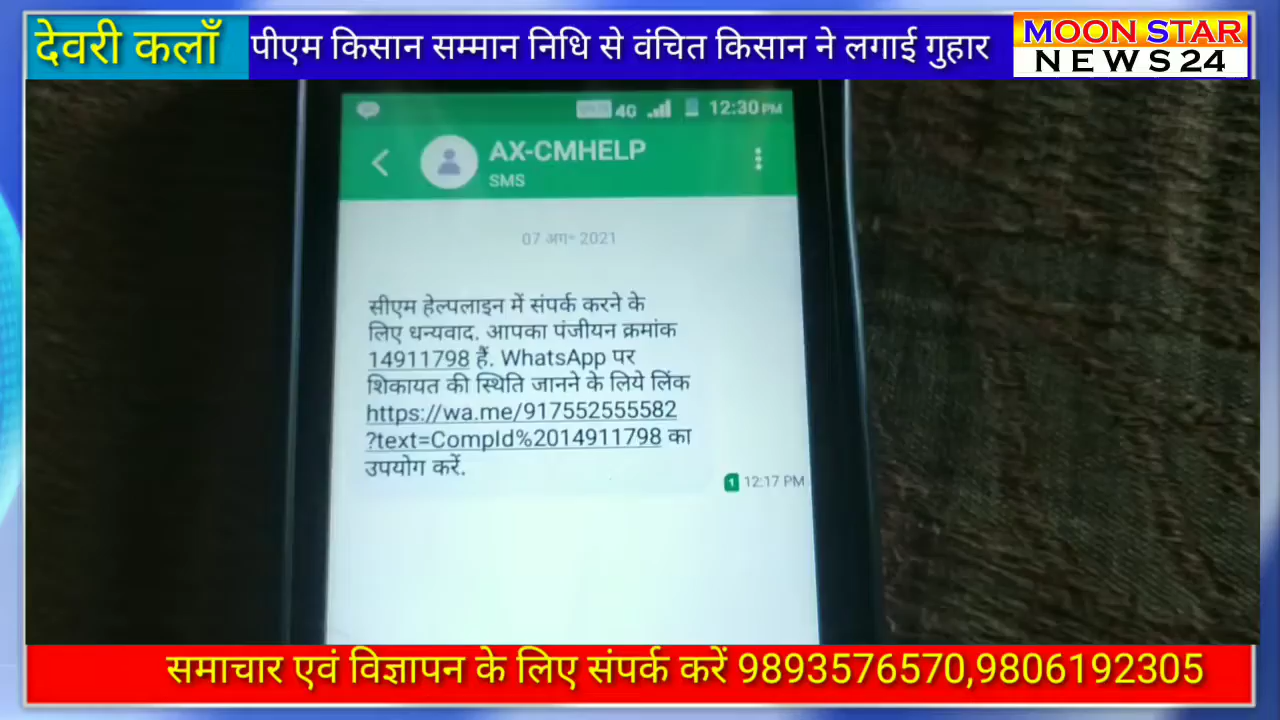 देवरी कलाँ
पीएम किसान सम्मान निधि से वंचित किसान ने लगाई गुहार
MOON STAR
NEWS24
4G
12:30 PM
AX-CMHELP
SMS
07 अग॰ 2021
सीएम हेल्पलाइन में संपर्क करने के
लिए धन्यवाद. आपका पंजीयन क्रमांक
14911798 हैं. WhatsApp पर
शिकायत की स्थिति जानने के लिये लिंक
https://wa.me/917552555582
?text=CompId%2014911798 का
उपयोग करें.
1 12:17 PM
समाचार एवं विज्ञापन के लिए संपर्क करें 9893576570,9806192305